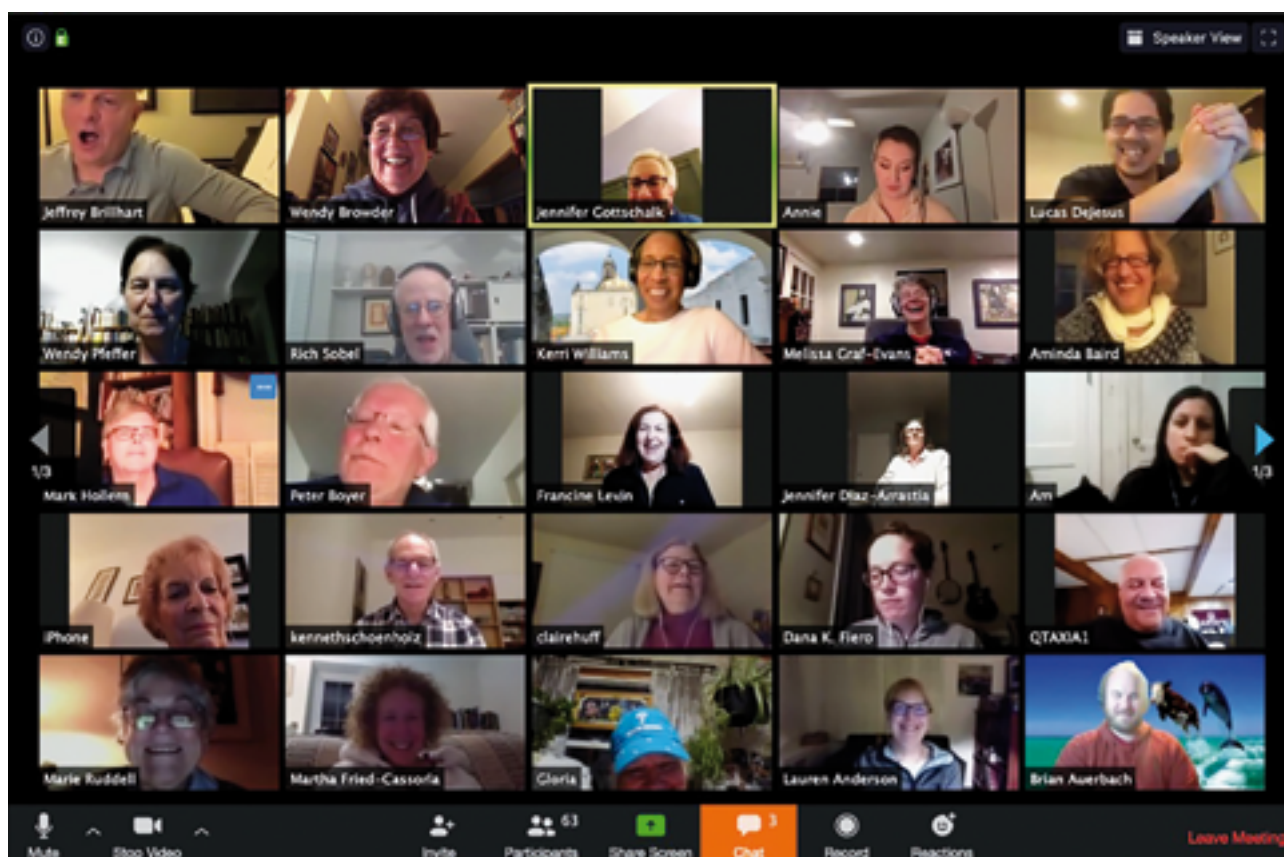 Speaker View
Jeffrey Brillhart
Wendy Browder
Jennifer Gottschalk
Annie
Lucas DeJesus
Wendy Pfeffer
Rich Sobel
Kerri Williams
Melissa Graf-Evans
Aminda Baird
1/3
Mark Hollern
Peter Boyer
Francine Levin
Jennifer Diaz-Arrastia
Am
1/3
iPhone
kennethschoenholz
clairehuff
Dana K. Fiero
QTAXIA1
Marie Ruddell
Martha Fried-Cassorla
Gloria
Lauren Anderson
Brian Auerbach
63
3
Mute
Stop Video
Invite
Participants
Share Screen
Chat
Record
Reactions
Leave Meeting